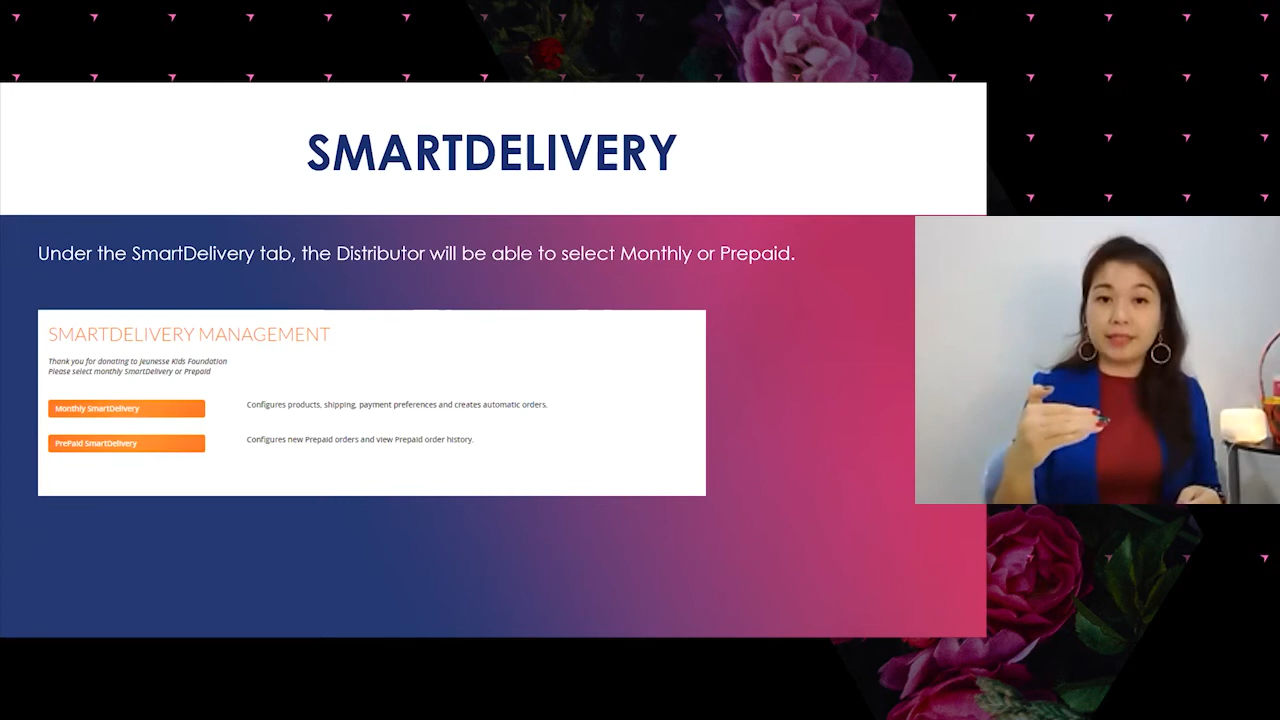 SMARTDELIVERY
Under the SmartDelivery tab, the Distributor will be able to select Monthly or Prepaid.
SMARTDELIVERY MANAGEMENT
Thank you for donating to Jeunesse Kids Foundation
Please select monthly SmartDelivery or Prepaid
Monthly SmartDelivery
Configures products, shipping, payment preferences and creates automatic orders.
PrePaid SmartDelivery
Configures new Prepaid orders and view Prepaid order history.